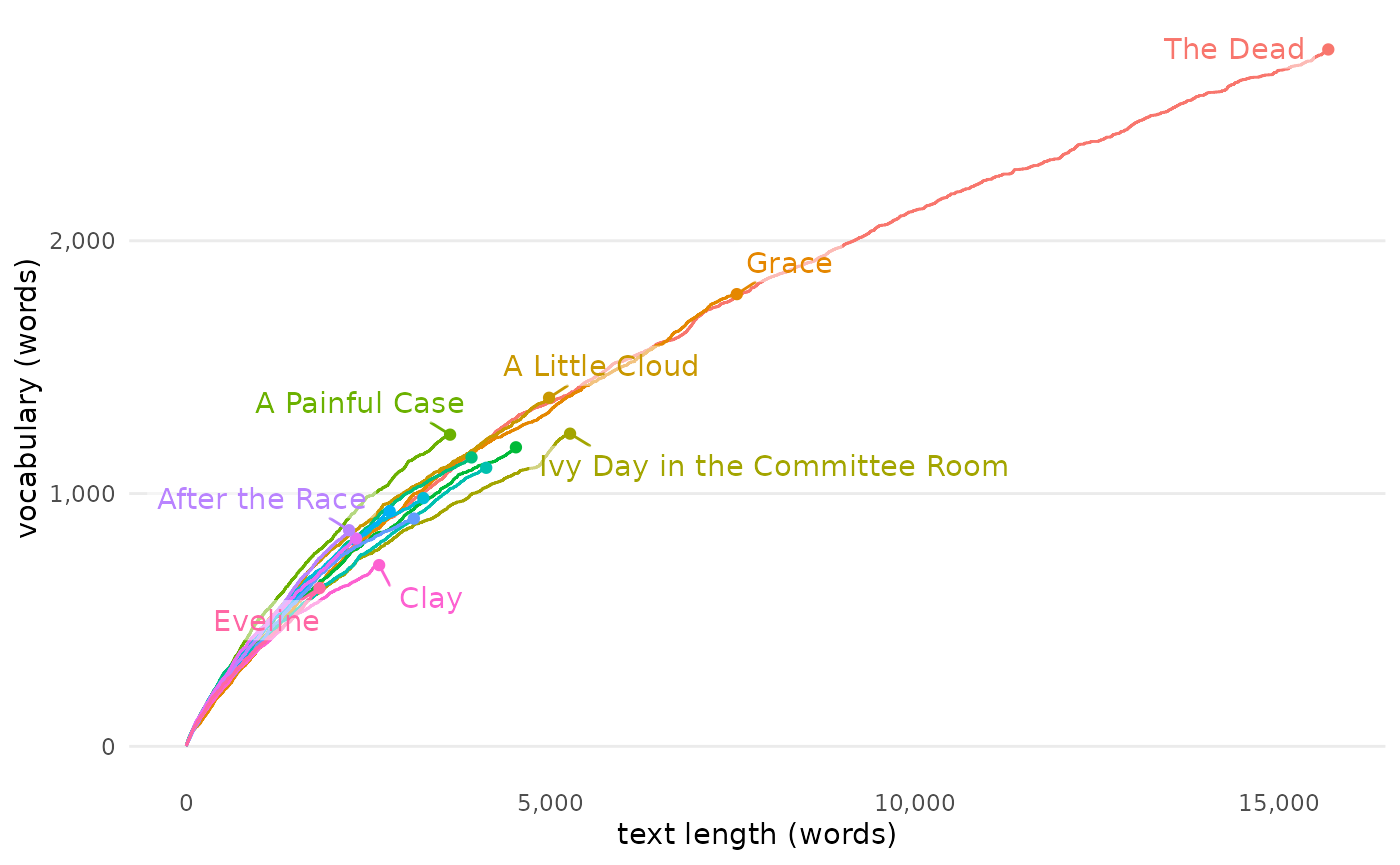 The Dead
2,000
Grace
A Little Cloud
A Painful Case
Ivy Day in the Committee Room
1,000
After the Race
Clay
Eveline
0
0 5,000 10,000 15,000
text length (words)
vocabulary (words)